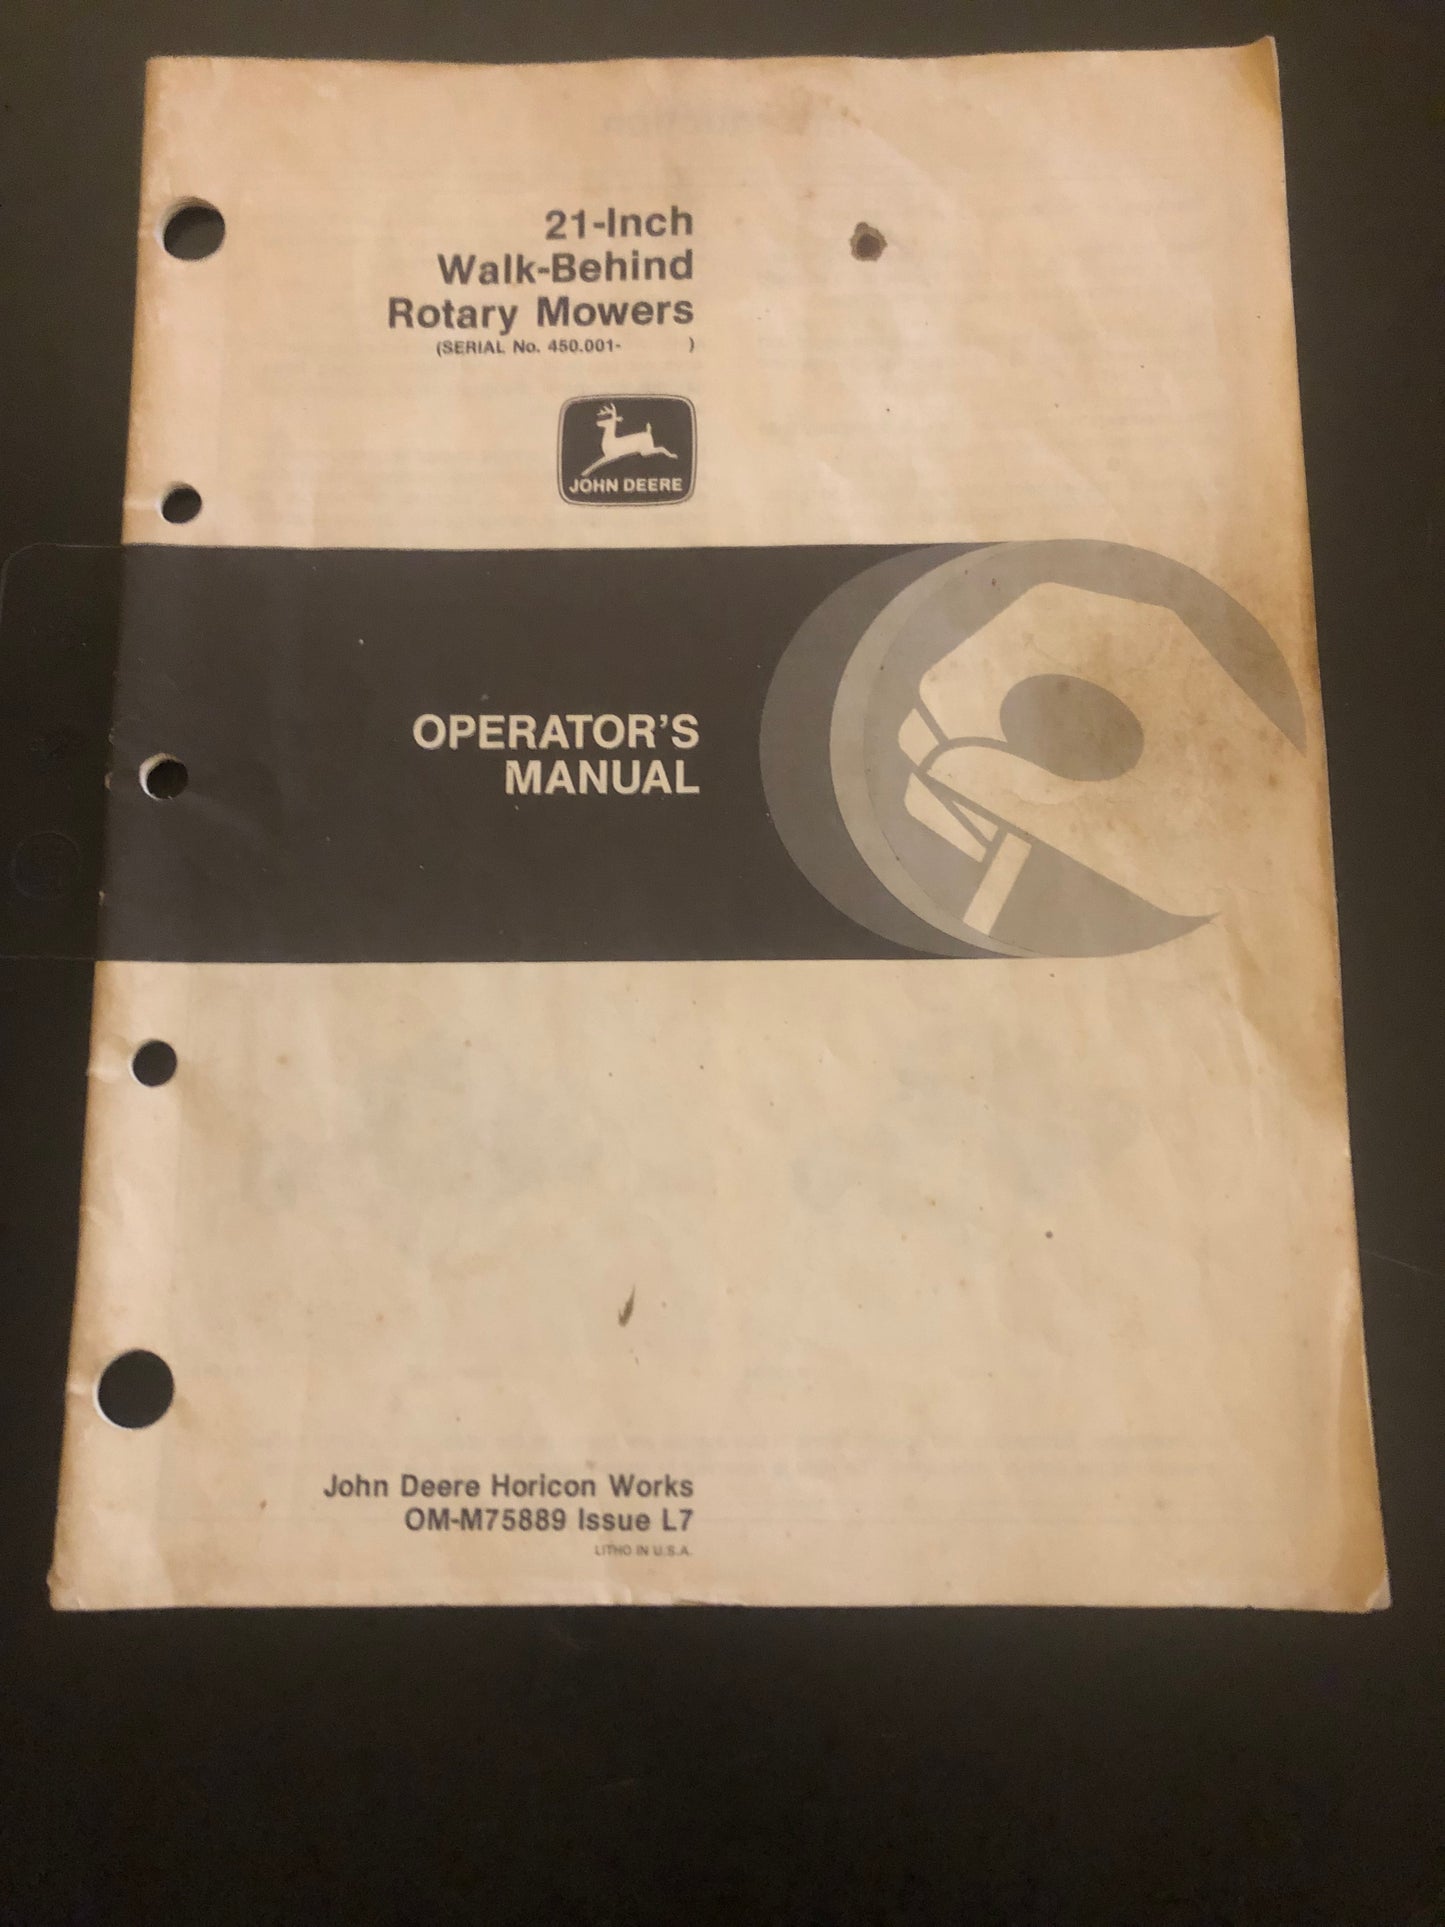 21-Inch
Walk-Behind
Rotary Mowers
(SERIAL No. 450.001-            )
JOHN DEERE
OPERATOR'S
MANUAL
John Deere Horicon Works
OM-M75889 Issue L7
LITHO IN U.S.A.